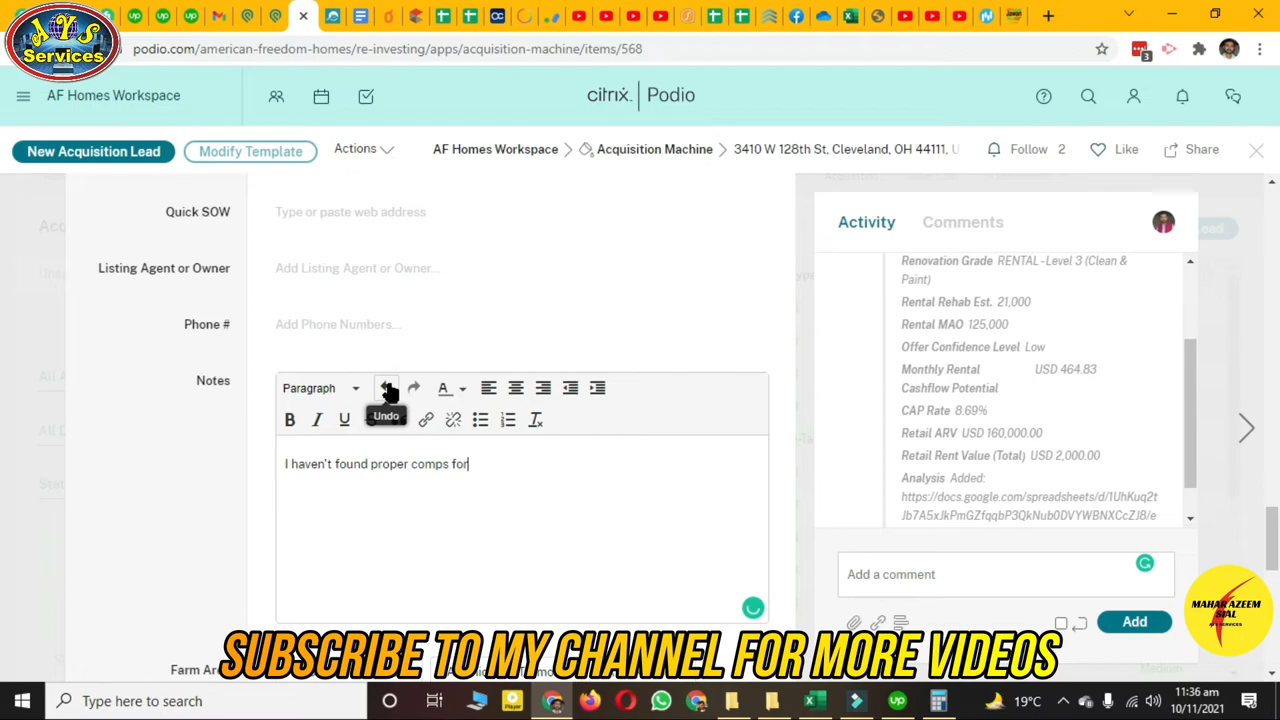 AYS
Services
podio.com/american-freedom-homes/re-investing/apps/acquisition-machine/items/568
3
AF Homes Workspace
citrix | Podio
New Acquisition Lead
Modify Template
Actions
AF Homes Workspace
Acquisition Machine
3410 W 128th St, Cleveland, OH 44111, U
Follow 2
Like
Share
Quick SOW
Type or paste web address
Listing Agent or Owner
Add Listing Agent or Owner...
Phone #
Add Phone Numbers...
Notes
Paragraph
A
B I U
Undo
I haven't found proper comps for
Activity
Comments
Renovation Grade RENTAL - Level 3 (Clean &
Paint)
Rental Rehab Est. 21,000
Rental MAO 125,000
Offer Confidence Level Low
Monthly Rental USD 464.83
Cashflow Potential
CAP Rate 8.69%
Retail ARV USD 160,000.00
Retail Rent Value (Total) USD 2,000.00
Analysis Added:
https://docs.google.com/spreadsheets/d/1UhKuq2t
Jb7A5xJkPmGZfqqbP3QkNub0DVYWBNXCcZJ8/e
Add a comment
Add
MAHAR AZEEM
SIAL
AYS SERVICES
SUBSCRIBE TO MY CHANNEL FOR MORE VIDEOS
Farm Are
Medium
Type here to search
19°C
11:36 am
10/11/2021